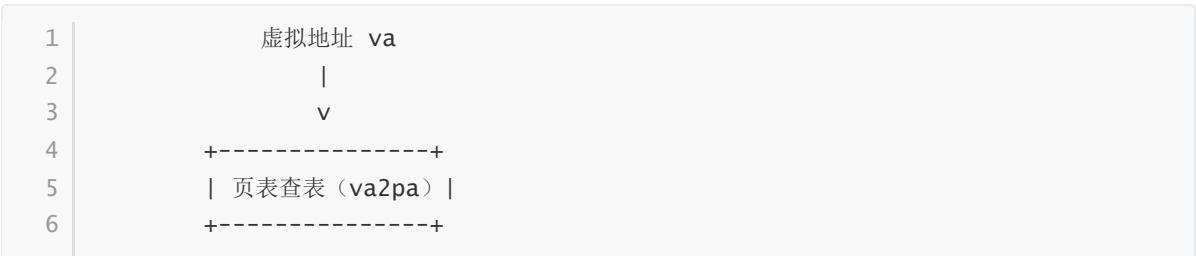 1              虚拟地址 va
2                  |
3                  v
4          +---------------+
5          | 页表查表（va2pa）|
6          +---------------+